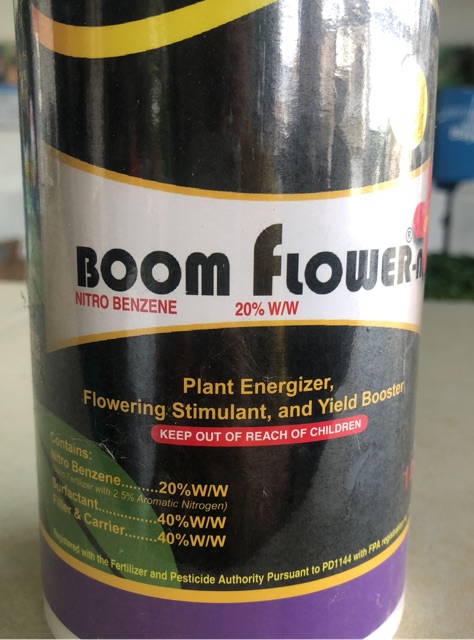 BOOM FLOWER-n
®
NITRO BENZENE 20% W/W
Plant Energizer,
Flowering Stimulant, and Yield Booster
KEEP OUT OF REACH OF CHILDREN
Contains:
Nitro Benzene........20%W/W
Fertilizer with 2.5% Aromatic Nitrogen)
Surfactant..............40%W/W
Filler & Carrier........40%W/W
Registered with the Fertilizer and Pesticide Authority Pursuant to PD1144 with FPA